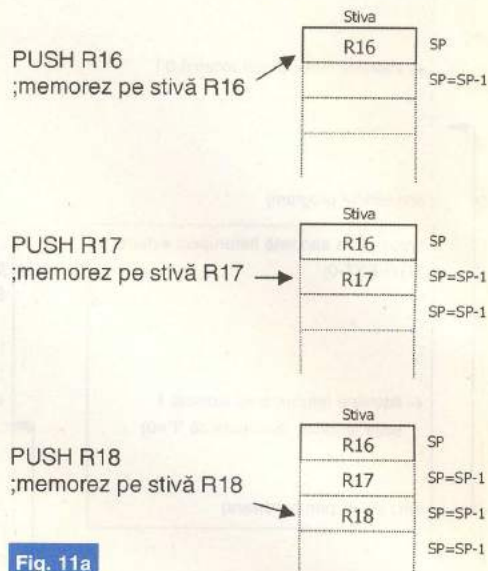 Stiva
PUSH R16
;memorez pe stivă R16
R16
SP
SP=SP-1
Stiva
PUSH R17
;memorez pe stivă R17
R16
SP
R17
SP=SP-1
SP=SP-1
Stiva
PUSH R18
;memorez pe stivă R18
R16
SP
R17
SP=SP-1
R18
SP=SP-1
SP=SP-1
Fig. 11a